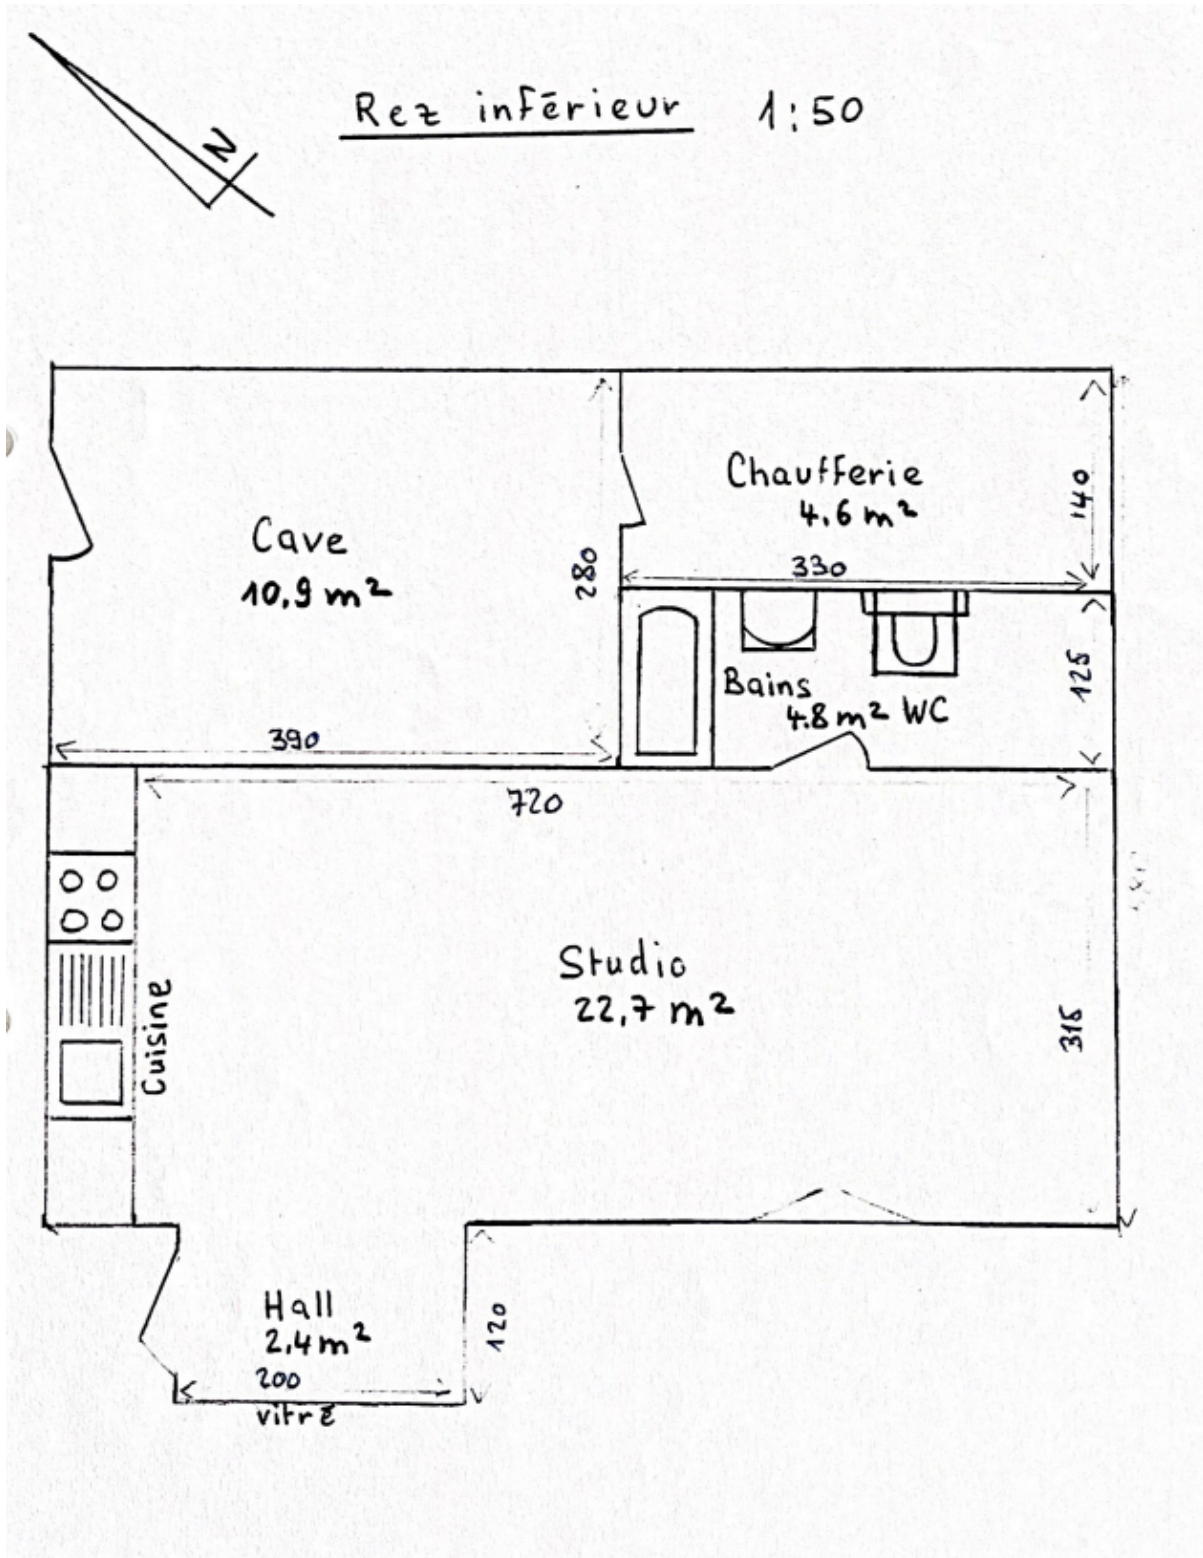 N
Rez inférieur 1:50
Cave
10,9 m²
280
390
Chaufferie
4,6 m²
140
330
Bains
4.8 m² WC
125
720
Cuisine
Studio
22,7 m²
315
Hall
2,4 m²
120
200
vitré